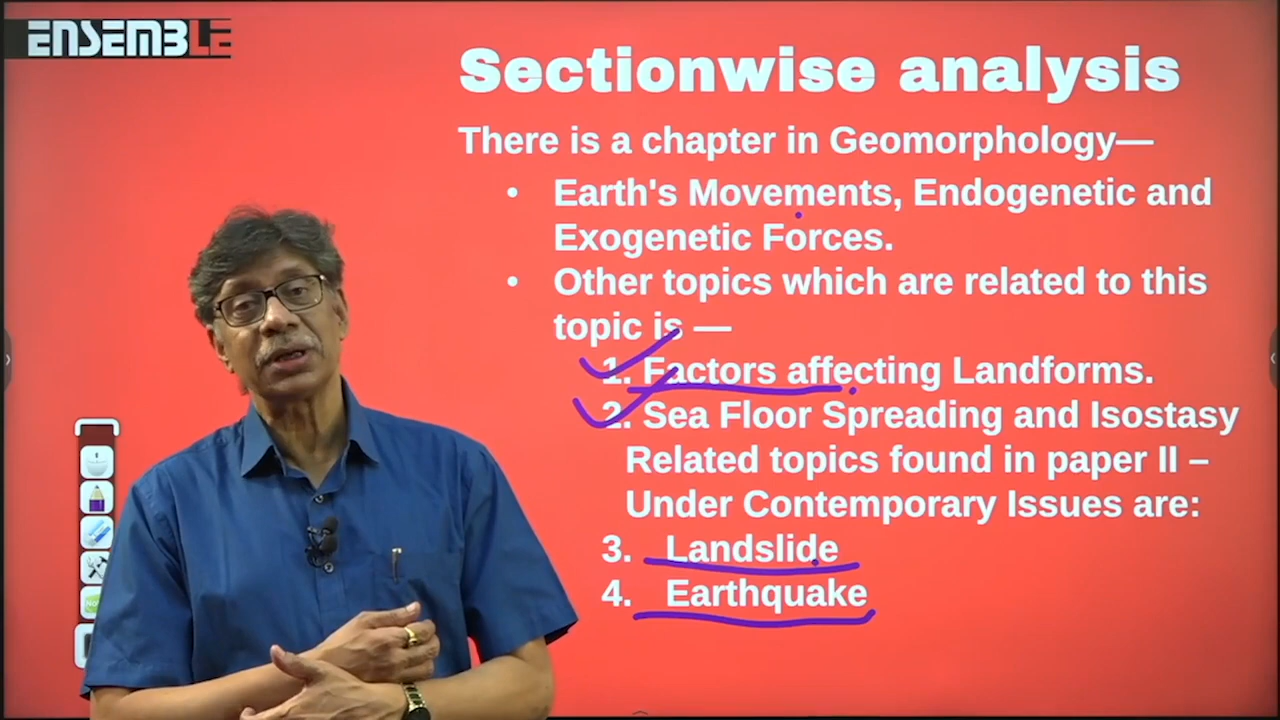 ENSEMBLE
Sectionwise analysis
There is a chapter in Geomorphology—
• Earth's Movements, Endogenetic and
Exogenetic Forces.
• Other topics which are related to this
topic is —
1. Factors affecting Landforms.
2. Sea Floor Spreading and Isostasy
Related topics found in paper II –
Under Contemporary Issues are:
3. Landslide
4. Earthquake